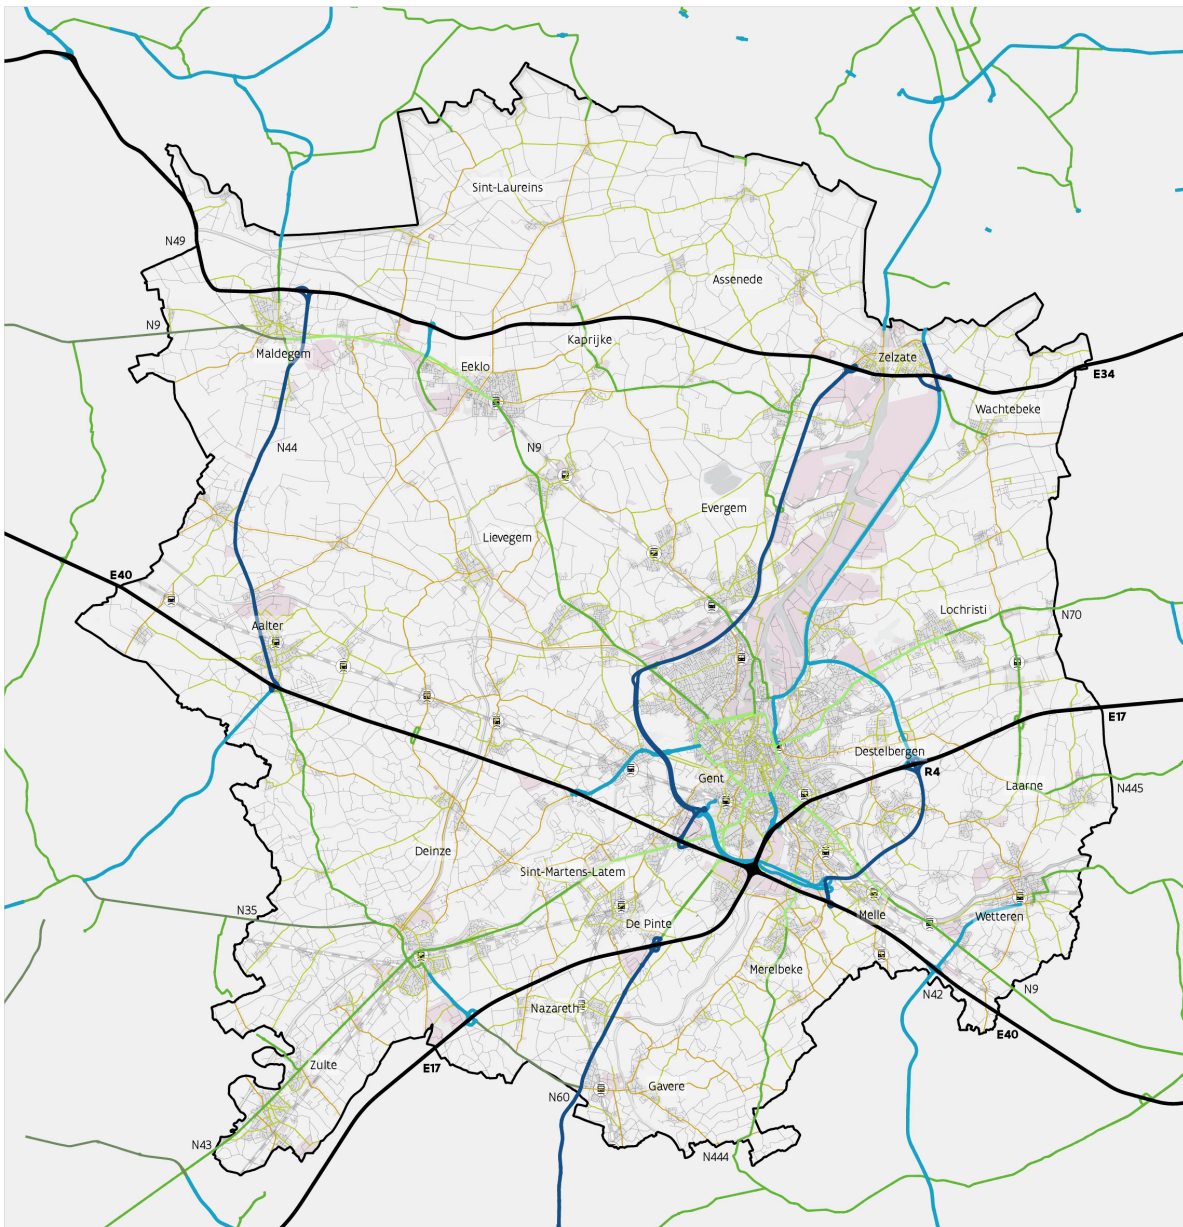 Sint-Laureins
N49
Assenede
N9
Kaprijke
Maldegem
Zelzate
Eeklo
E34
Wachtebeke
N44
N9
Evergem
Lievegem
E40
Lochristi
N70
Aalter
E17
Destelbergen
R4
Gent
Laarne
N445
Deinze
Sint-Martens-Latem
N35
De Pinte
Melle
Wetteren
Merelbeke
N42
N9
Nazareth
E40
Zulte
E17
Gavere
N60
N43
N444